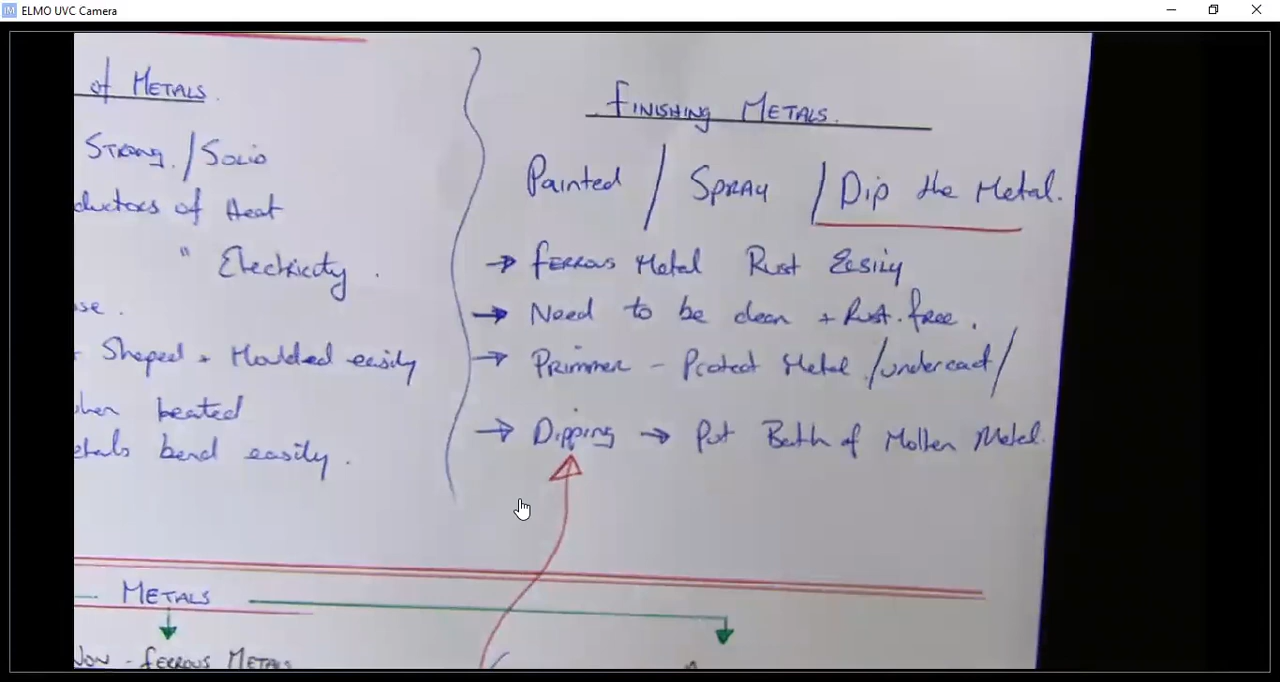 ELMO UVC Camera
of METALS.
STRONG. / SOLID
ductors of Heat
" Electricity.
se.
+ Shaped + Moulded easily
when heated
etals bend easily.
FINISHING METALS.
Painted / SPRAY / DIP the Metal.
→ FERROUS Metal Rust Easily
→ Need to be clean + Rust.free.
→ PRIMMER - Protect Metal / undercoat /
→ Dipping → Put Bath of Molten Metal.
METALS
NON - FERROUS METALS